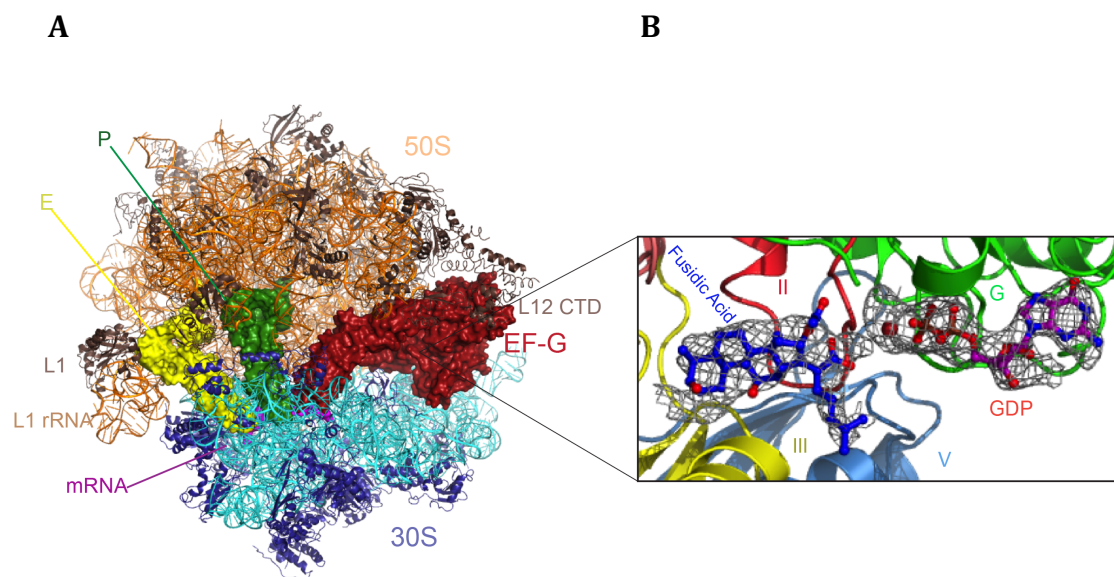 A
B
P
50S
E
L12 CTD
EF-G
L1
L1 rRNA
mRNA
30S
Fusidic Acid
II
G
GDP
III
V